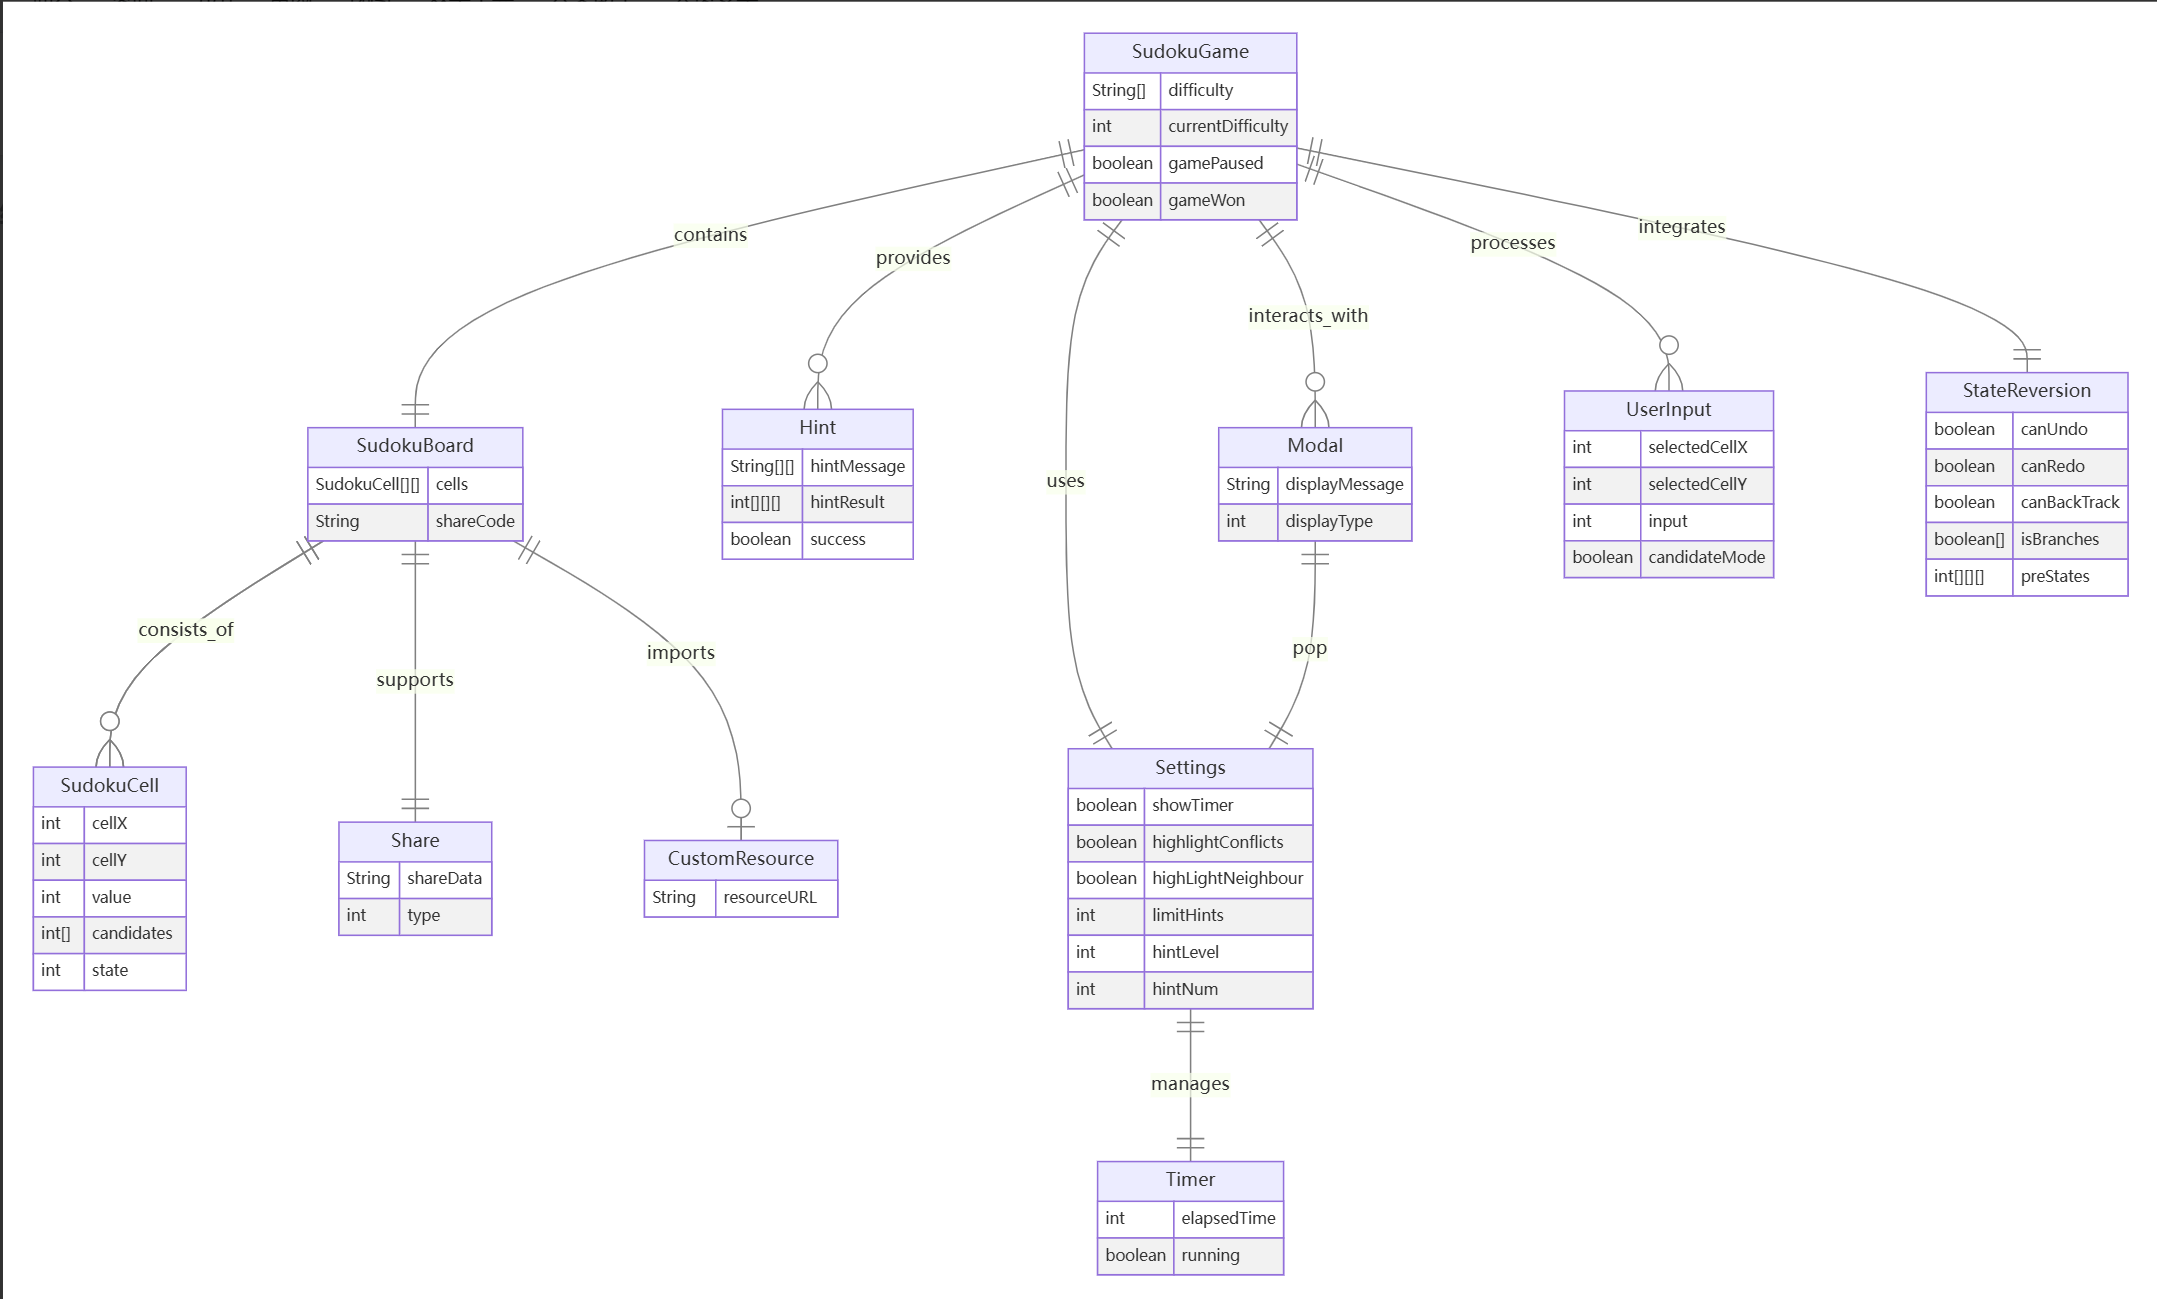 SudokuGame
String[] difficulty
int currentDifficulty
boolean gamePaused
boolean gameWon
contains
provides
uses
interacts_with
processes
integrates
SudokuBoard
SudokuCell[][] cells
String shareCode
Hint
String[][] hintMessage
int[][][] hintResult
boolean success
Modal
String displayMessage
int displayType
UserInput
int selectedCellX
int selectedCellY
int input
boolean candidateMode
StateReversion
boolean canUndo
boolean canRedo
boolean canBackTrack
boolean[] isBranches
int[][][] preStates
consists_of
supports
imports
pop
SudokuCell
int cellX
int cellY
int value
int[] candidates
int state
Share
String shareData
int type
CustomResource
String resourceURL
Settings
boolean showTimer
boolean highlightConflicts
boolean highLightNeighbour
int limitHints
int hintLevel
int hintNum
manages
Timer
int elapsedTime
boolean running